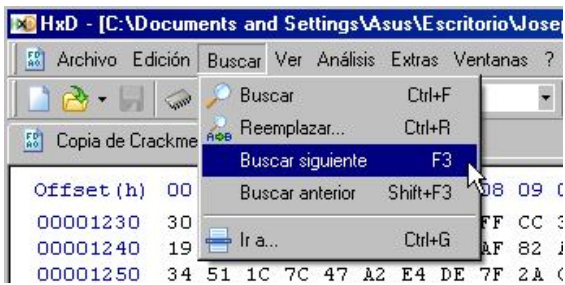 HxD - [C:\Documents and Settings\Asus\Escritorio\Josep
Archivo Edición Buscar Ver Análisis Extras Ventanas ?
Buscar Ctrl+F
Reemplazar... Ctrl+R
Copia de Crackme
Buscar siguiente F3
Buscar anterior Shift+F3
Ir a... Ctrl+G
Offset(h) 00 08 09
00001230 30 FF CC 3
00001240 19 AF 82
00001250 34 51 1C 7C 47 A2 E4 DE 7F 2A